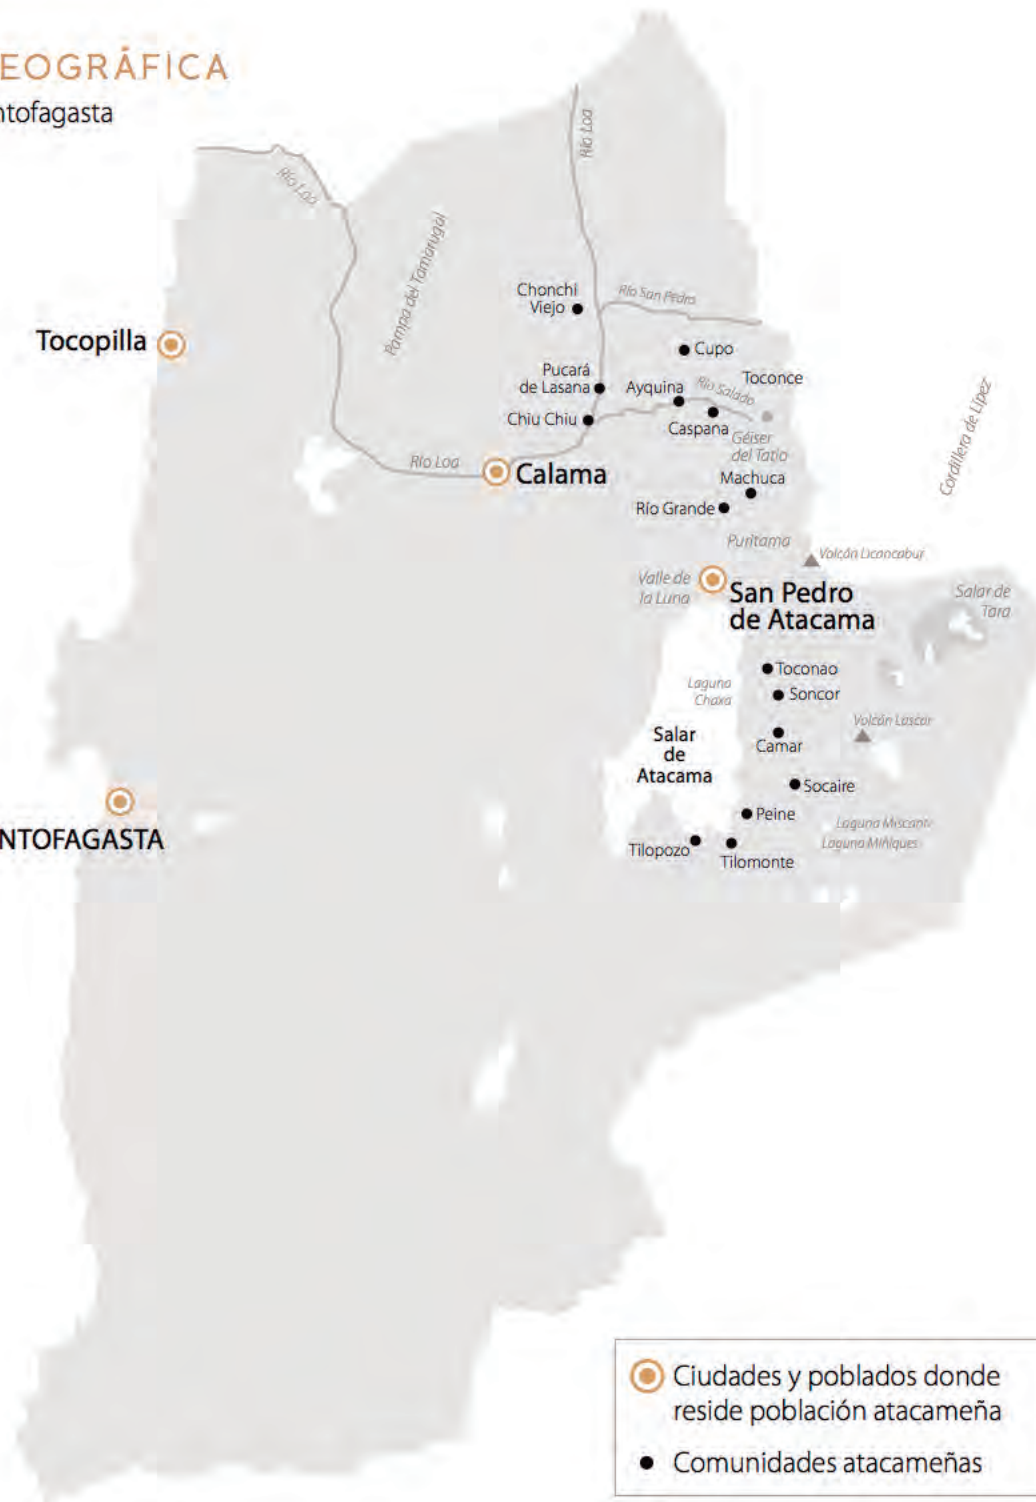 EOGRÁFICA
ntofagasta
Río Loa
Río Loa
Pampa del Tamarugal
Chonchi
Viejo
Río San Pedro
Tocopilla
Cupo
Pucará
de Lasana
Ayquina
Río Salado
Toconce
Chiu Chiu
Caspana
Géiser
del Tatio
Cordillera de Lípez
Río Loa
Calama
Machuca
Río Grande
Puritama
Volcán Licancabur
Valle de
la Luna
San Pedro
de Atacama
Salar de
Tara
Toconao
Laguna
Chaxa
Soncor
Volcán Lascar
Salar
de
Atacama
Camar
Socaire
Peine
Laguna Miscanti
Laguna Miñiques
NTOFAGASTA
Tilopozo
Tilomonte
Ciudades y poblados donde
reside población atacameña
Comunidades atacameñas